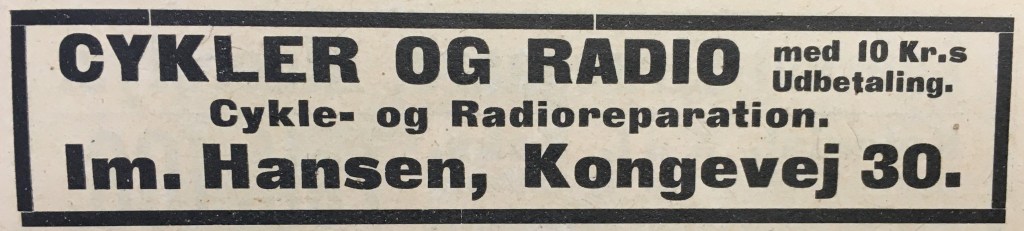 CYKLER OG RADIO med 10 Kr.s Udbetaling.
Cykle- og Radioreparation.
Im. Hansen, Kongevej 30.